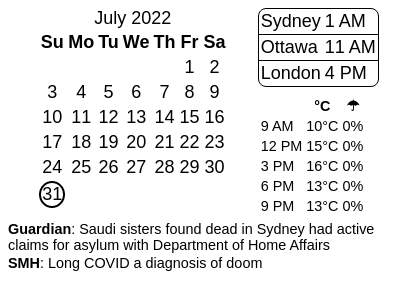 July 2022
Su Mo Tu We Th Fr Sa
1 2
3 4 5 6 7 8 9
10 11 12 13 14 15 16
17 18 19 20 21 22 23
24 25 26 27 28 29 30
31
Sydney 1 AM
Ottawa 11 AM
London 4 PM
°C ☂
9 AM 10°C 0%
12 PM 15°C 0%
3 PM 16°C 0%
6 PM 13°C 0%
9 PM 13°C 0%
Guardian: Saudi sisters found dead in Sydney had active
claims for asylum with Department of Home Affairs
SMH: Long COVID a diagnosis of doom